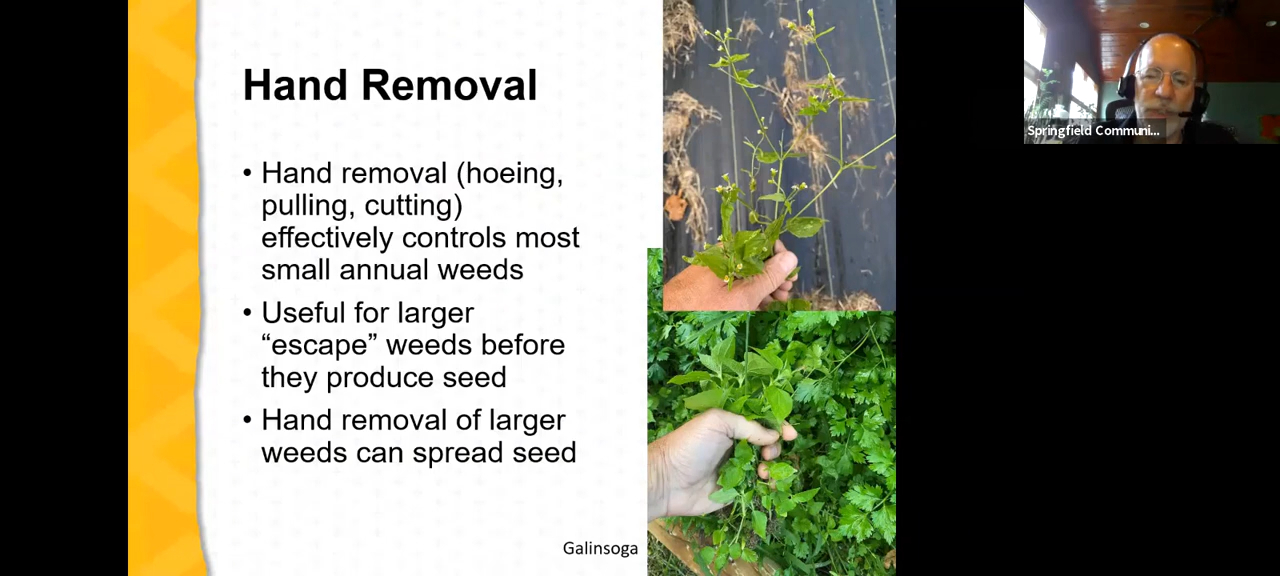 Hand Removal
• Hand removal (hoeing,
pulling, cutting)
effectively controls most
small annual weeds
• Useful for larger
“escape” weeds before
they produce seed
• Hand removal of larger
weeds can spread seed
Galinsoga
Springfield Communi...